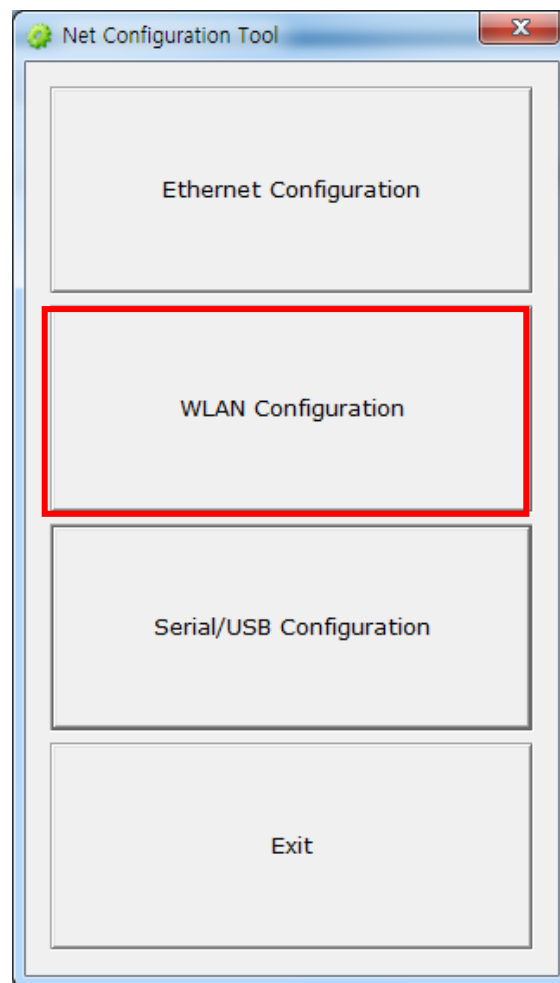 Net Configuration Tool
Ethernet Configuration
WLAN Configuration
Serial/USB Configuration
Exit